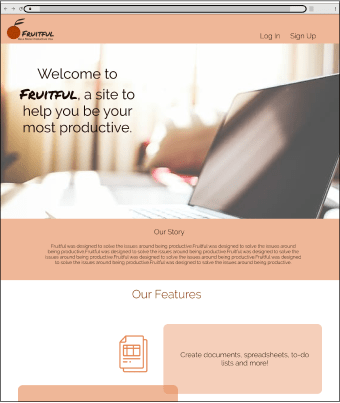 FRUITFUL
Log In Sign Up
Welcome to
FRUITFUL, a site to
help you be your
most productive.
Our Story
Fruitful was designed to solve the issues around being productive.Fruitful was designed to solve the issues around
being productive.Fruitful was designed to solve the issues around being productive.Fruitful was designed to solve the
issues around being productive.Fruitful was designed to solve the issues around being productive.Fruitful was designed
to solve the issues around being productive.Fruitful was designed to solve the issues around being productive.
Our Features
Create documents, spreadsheets, to-do
lists and more!